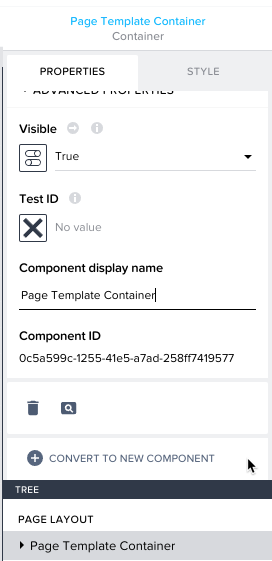 Page Template Container
Container
PROPERTIES
STYLE
ADVANCED PROPERTIES
Visible
True
Test ID
No value
Component display name
Page Template Container
Component ID
0c5a599c-1255-41e5-a7ad-258ff7419577
CONVERT TO NEW COMPONENT
TREE
PAGE LAYOUT
Page Template Container